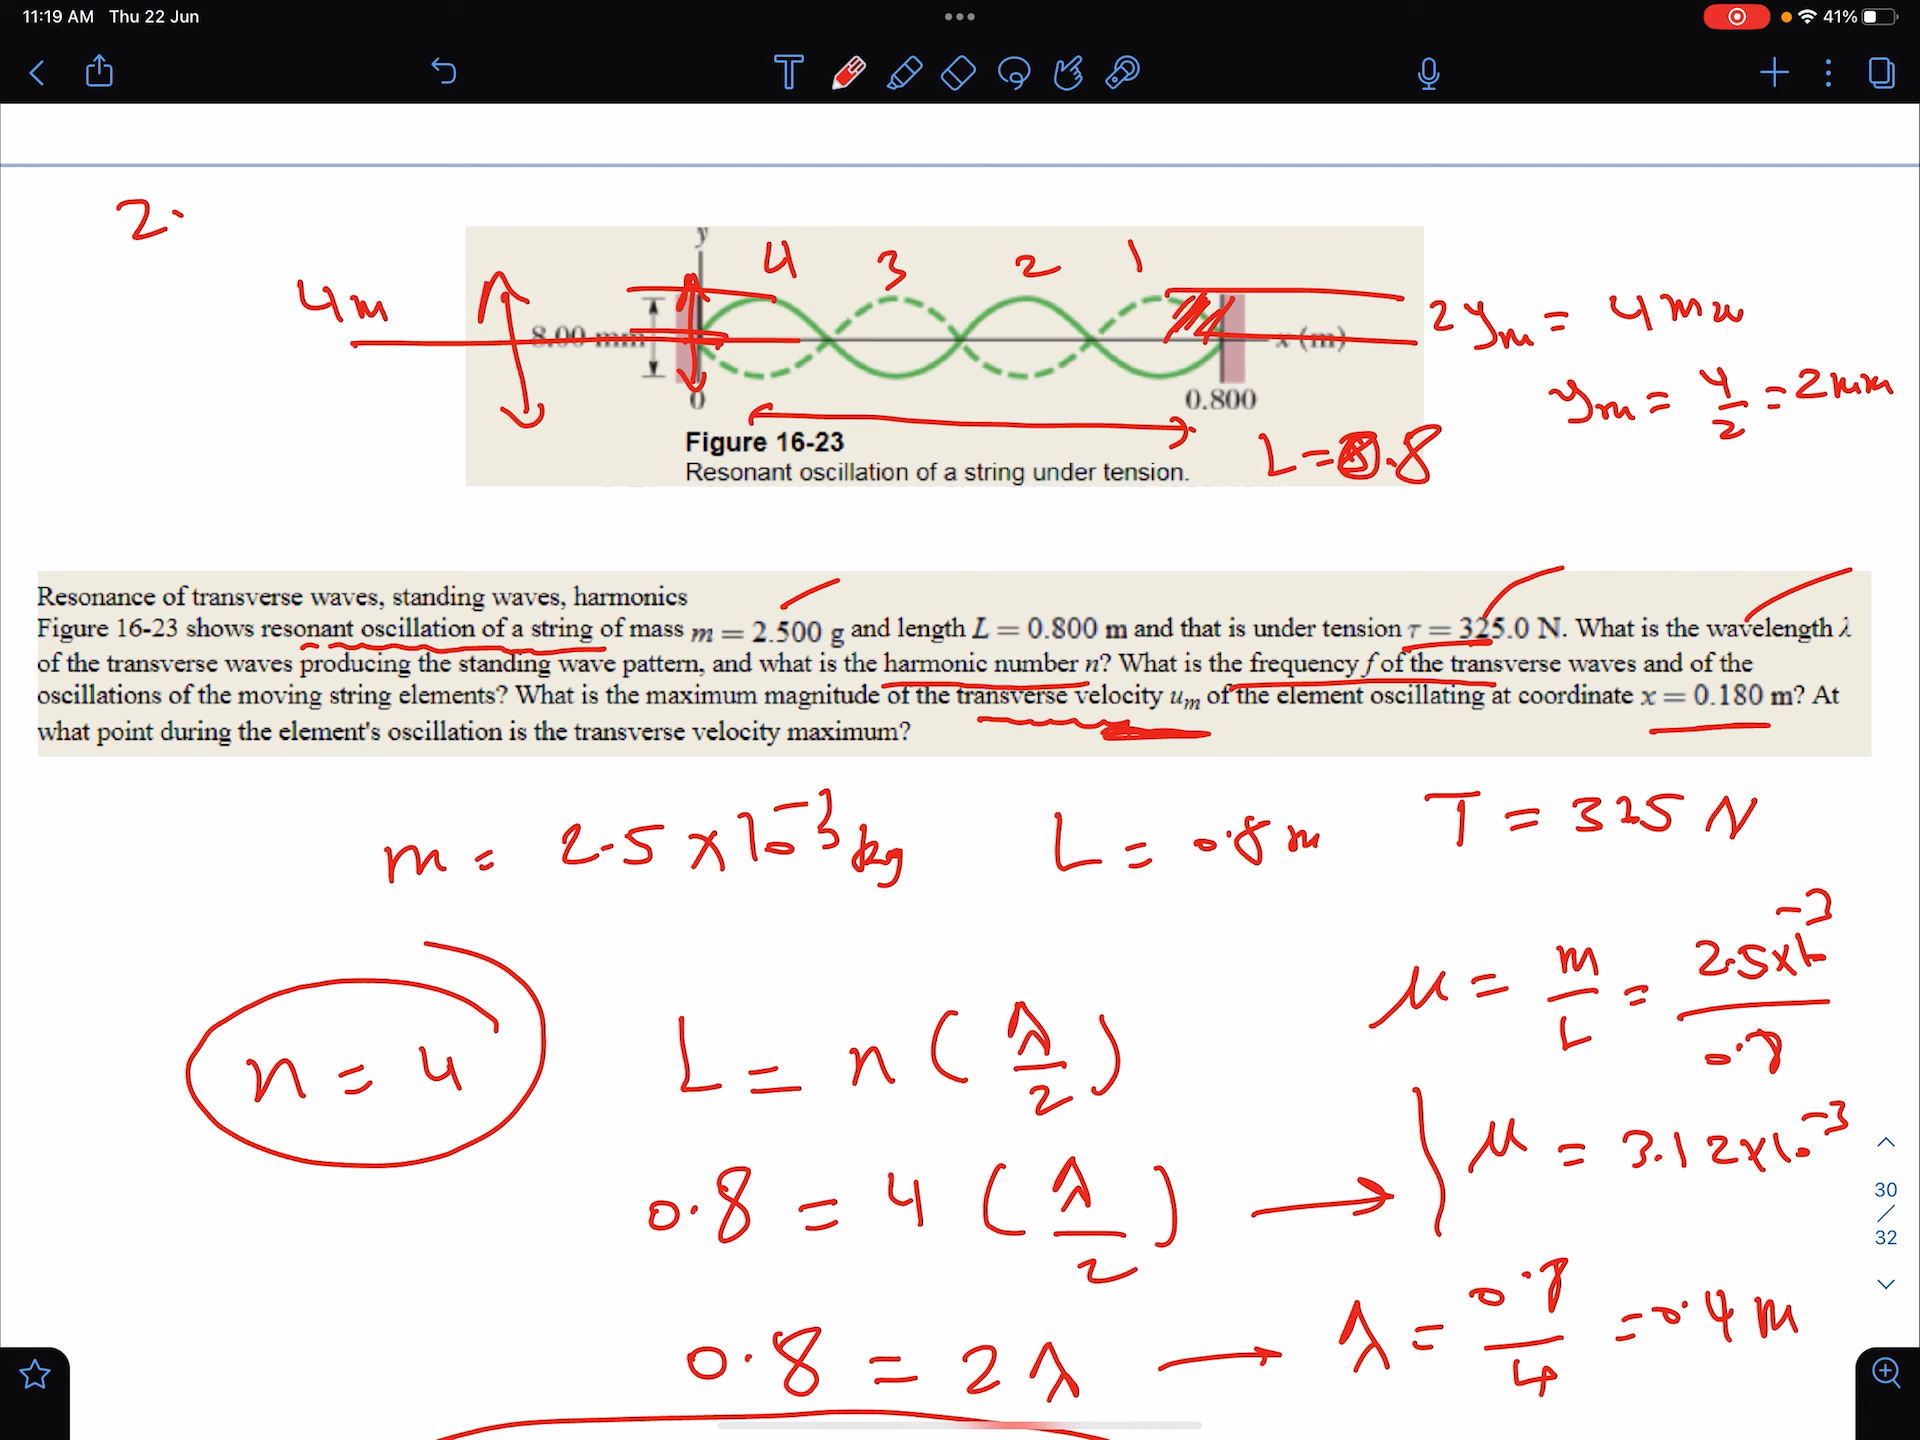 11:19 AM Thu 22 Jun
41%
T
2.
y
4 3 2 1
4m
8.00 mm
x (m)
2ym = 4mm
ym = 4/2 = 2mm
0
0.800
L = 0.8
Figure 16-23
Resonant oscillation of a string under tension.
Resonance of transverse waves, standing waves, harmonics
Figure 16-23 shows resonant oscillation of a string of mass m = 2.500 g and length L = 0.800 m and that is under tension τ = 325.0 N. What is the wavelength λ
of the transverse waves producing the standing wave pattern, and what is the harmonic number n? What is the frequency f of the transverse waves and of the
oscillations of the moving string elements? What is the maximum magnitude of the transverse velocity um of the element oscillating at coordinate x = 0.180 m? At
what point during the element's oscillation is the transverse velocity maximum?
m = 2.5 x 10-3 kg
L = 0.8 m
T = 325 N
n = 4
L = n ( λ/2 )
μ = m/L = 2.5x10-3/0.8
0.8 = 4 ( λ/2 )
μ = 3.12x10-3
0.8 = 2λ
λ = 0.8/4 = 0.4 m
30
/
32